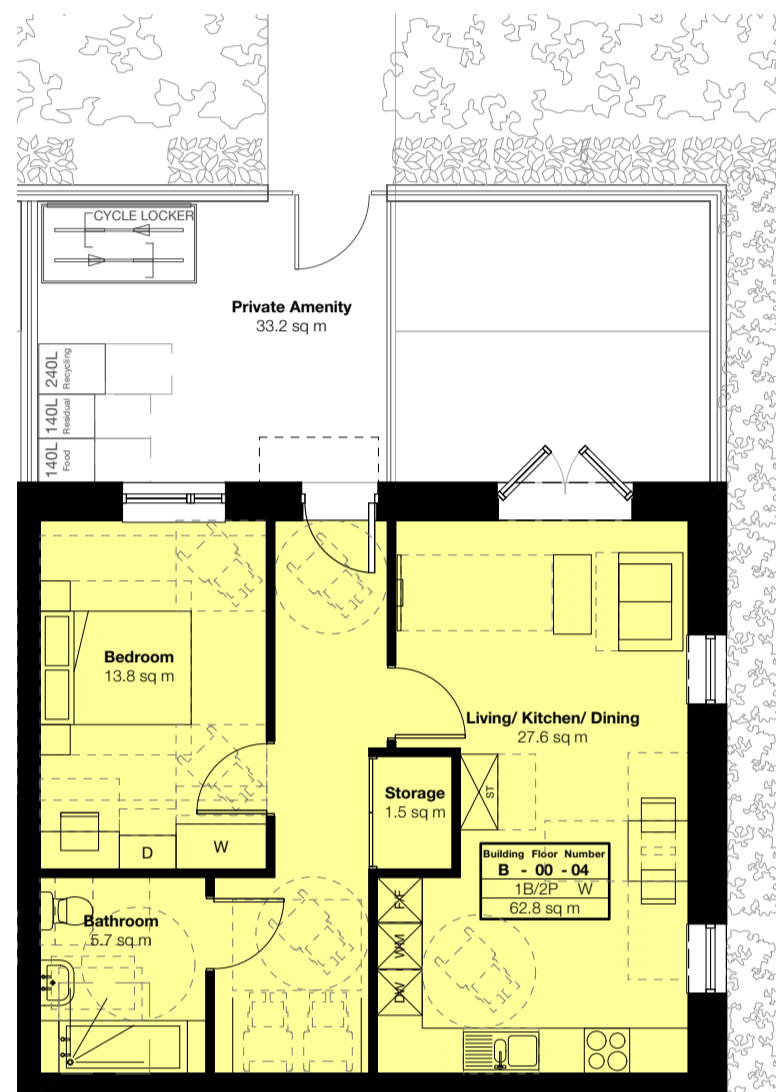 CYCLE LOCKER
Private Amenity
33.2 sq m
240L
Recycling
140L
Residual
140L
Food
Bedroom
13.8 sq m
Living/ Kitchen/ Dining
27.6 sq m
Storage
1.5 sq m
ST
D
W
Building Floor Number
B - 00 - 04
1B/2P W
62.8 sq m
F/F
WM
DW
Bathroom
5.7 sq m